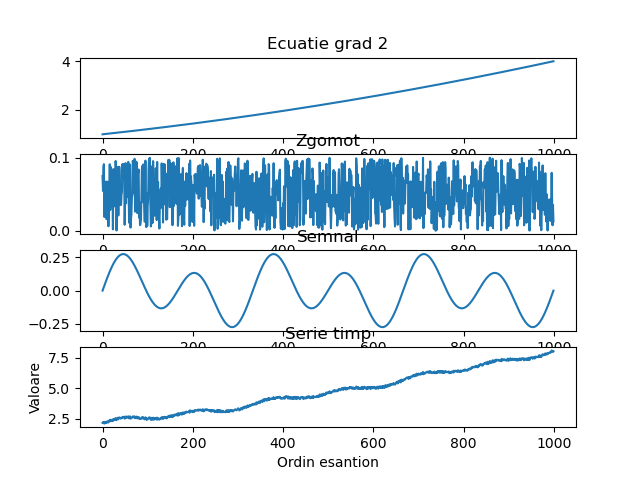 Ecuatie grad 2
4
2
0 200 400 600 800 1000
Zgomot
0.1
0.0
0 200 400 600 800 1000
Semnal
0.25
0.00
−0.25
0 200 400 600 800 1000
Serie timp
7.5
5.0
2.5
Valoare
0 200 400 600 800 1000
Ordin esantion